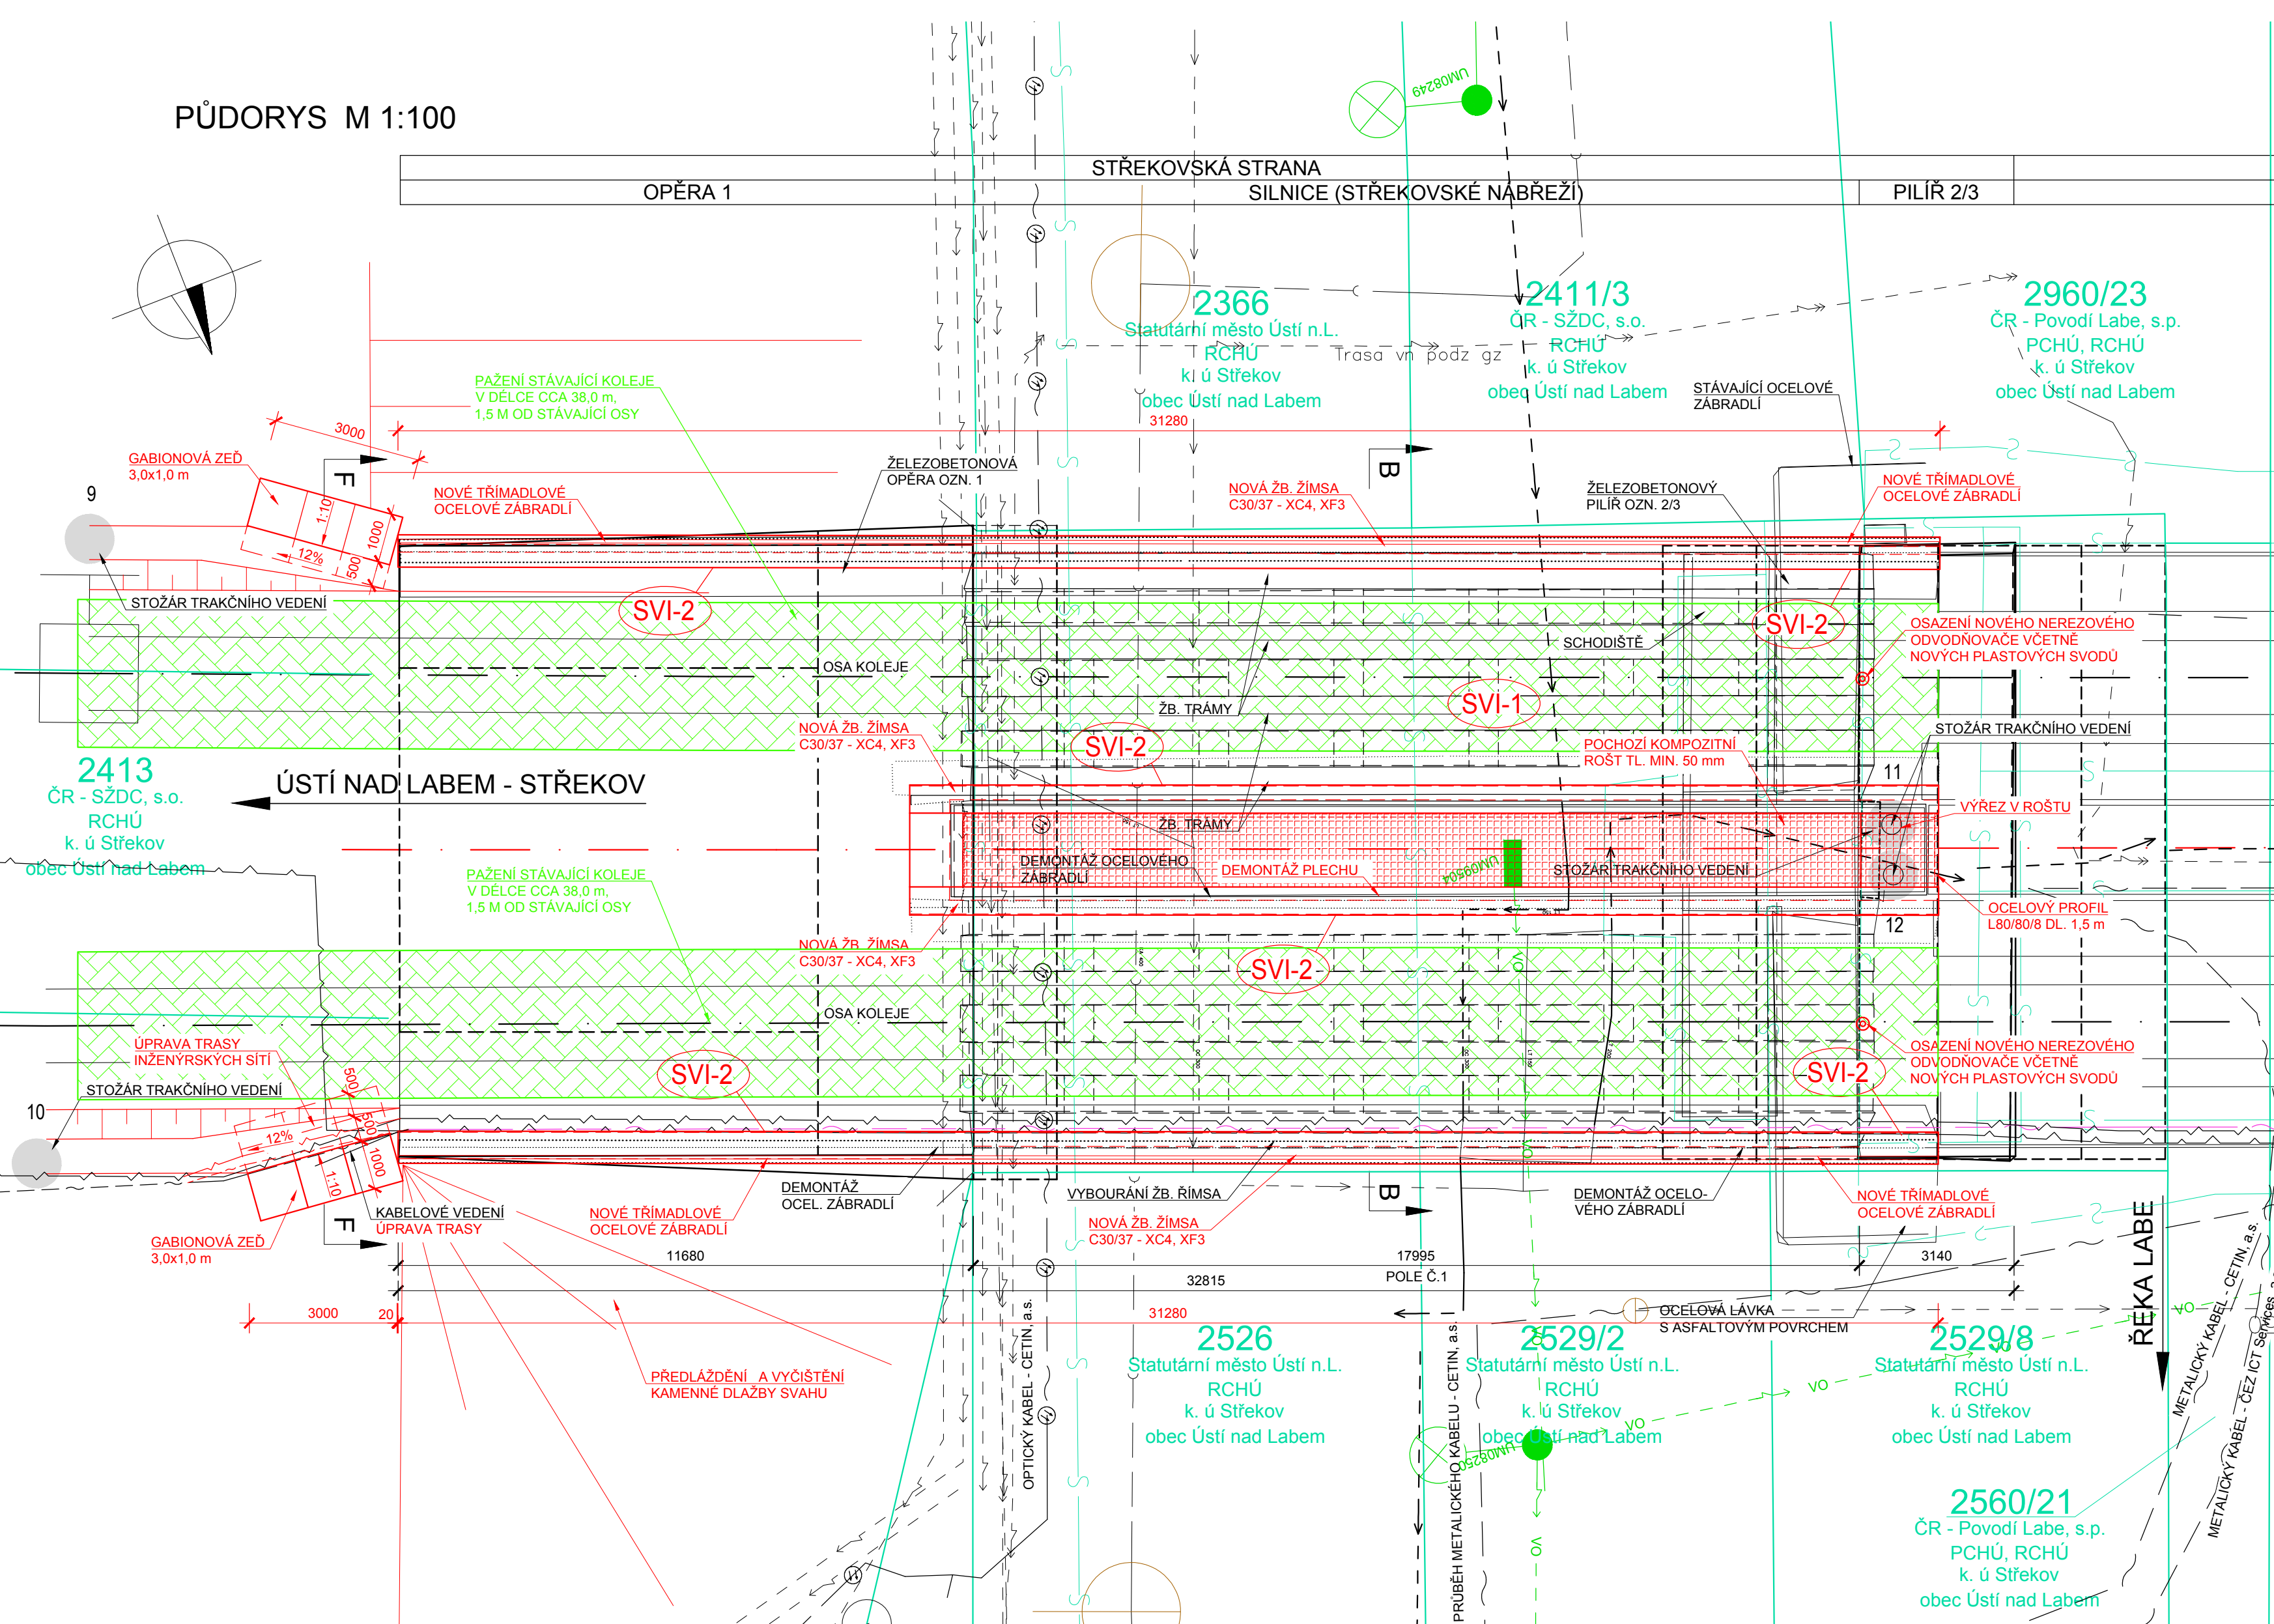 PŮDORYS  M 1:100
STŘEKOVSKÁ STRANA
OPĚRA 1
SILNICE (STŘEKOVSKÉ NÁBŘEŽÍ)
PILÍŘ 2/3
UM08249
2366
Statutární město Ústí n.L.
RCHÚ
k. ú Střekov
obec Ústí nad Labem
Trasa vn podz gz
2411/3
ČR - SŽDC, s.o.
RCHÚ
k. ú Střekov
obec Ústí nad Labem
2960/23
ČR - Povodí Labe, s.p.
PCHÚ, RCHÚ
k. ú Střekov
obec Ústí nad Labem
PAŽENÍ STÁVAJÍCÍ KOLEJE
V DÉLCE CCA 38,0 m,
1,5 M OD STÁVAJÍCÍ OSY
STÁVAJÍCÍ OCELOVÉ
ZÁBRADLÍ
3000
31280
GABIONOVÁ ZEĎ
3,0x1,0 m
9
F
NOVÉ TŘÍMADLOVÉ
OCELOVÉ ZÁBRADLÍ
ŽELEZOBETONOVÁ
OPĚRA OZN. 1
NOVÁ ŽB. ŽÍMSA
C30/37 - XC4, XF3
B
ŽELEZOBETONOVÝ
PILÍŘ OZN. 2/3
NOVÉ TŘÍMADLOVÉ
OCELOVÉ ZÁBRADLÍ
1:10
12%
1000
500
STOŽÁR TRAKČNÍHO VEDENÍ
SVI-2
SVI-2
SCHODIŠTĚ
OSAZENÍ NOVÉHO NEREZOVÉHO
ODVODŇOVAČE VČETNĚ
NOVÝCH PLASTOVÝCH SVODŮ
OSA KOLEJE
ŽB. TRÁMY
SVI-1
NOVÁ ŽB. ŽÍMSA
C30/37 - XC4, XF3
SVI-2
POCHOZÍ KOMPOZITNÍ
ROŠT TL. MIN. 50 mm
STOŽÁR TRAKČNÍHO VEDENÍ
11
2413
ČR - SŽDC, s.o.
RCHÚ
k. ú Střekov
obec Ústí nad Labem
ÚSTÍ NAD LABEM - STŘEKOV
VÝŘEZ V ROŠTU
ŽB. TRÁMY
DEMONTÁŽ OCELOVÉHO
ZÁBRADLÍ
DEMONTÁŽ PLECHU
UM09504
STOŽÁR TRAKČNÍHO VEDENÍ
PAŽENÍ STÁVAJÍCÍ KOLEJE
V DÉLCE CCA 38,0 m,
1,5 M OD STÁVAJÍCÍ OSY
OCELOVÝ PROFIL
L80/80/8 DL. 1,5 m
12
NOVÁ ŽB. ŽÍMSA
C30/37 - XC4, XF3
SVI-2
VO
OSA KOLEJE
ÚPRAVA TRASY
INŽENÝRSKÝCH SÍTÍ
OSAZENÍ NOVÉHO NEREZOVÉHO
ODVODŇOVAČE VČETNĚ
NOVÝCH PLASTOVÝCH SVODŮ
STOŽÁR TRAKČNÍHO VEDENÍ
SVI-2
SVI-2
10
500
500
12%
1000
1:10
VO
KABELOVÉ VEDENÍ
ÚPRAVA TRASY
F
NOVÉ TŘÍMADLOVÉ
OCELOVÉ ZÁBRADLÍ
DEMONTÁŽ
OCEL. ZÁBRADLÍ
VYBOURÁNÍ ŽB. ŘÍMSA
NOVÁ ŽB. ŽÍMSA
C30/37 - XC4, XF3
B
DEMONTÁŽ OCELO-
VÉHO ZÁBRADLÍ
NOVÉ TŘÍMADLOVÉ
OCELOVÉ ZÁBRADLÍ
GABIONOVÁ ZEĎ
3,0x1,0 m
11680
17995
3140
POLE Č.1
32815
3000
20
31280
OCELOVÁ LÁVKA
S ASFALTOVÝM POVRCHEM
ŘEKA LABE
METALICKÝ KABEL - CETIN, a.s.
METALICKÝ KABEL - ČEZ ICT Services,
OPTICKÝ KABEL - CETIN, a.s.
PRŮBĚH METALICKÉHO KABELU - CETIN, a.s.
PŘEDLÁŽDĚNÍ   A VYČIŠTĚNÍ
KAMENNÉ DLAŽBY SVAHU
2526
Statutární město Ústí n.L.
RCHÚ
k. ú Střekov
obec Ústí nad Labem
2529/2
Statutární město Ústí n.L.
RCHÚ
k. ú Střekov
obec Ústí nad Labem
2529/8
Statutární město Ústí n.L.
RCHÚ
k. ú Střekov
obec Ústí nad Labem
VO
VO
VO
VO
VO
UM08250
VO
2560/21
ČR - Povodí Labe, s.p.
PCHÚ, RCHÚ
k. ú Střekov
obec Ústí nad Labem